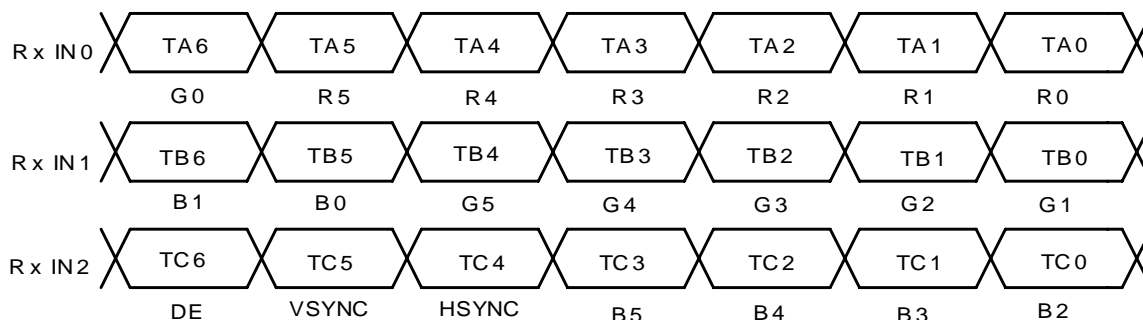 Rx IN0 TA6 TA5 TA4 TA3 TA2 TA1 TA0
G0 R5 R4 R3 R2 R1 R0
Rx IN1 TB6 TB5 TB4 TB3 TB2 TB1 TB0
B1 B0 G5 G4 G3 G2 G1
Rx IN2 TC6 TC5 TC4 TC3 TC2 TC1 TC0
DE VSYNC HSYNC B5 B4 B3 B2